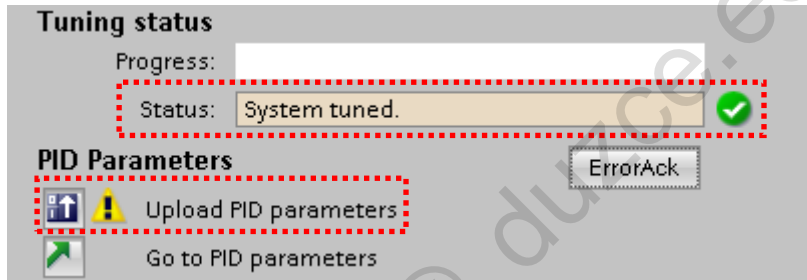 Tuning status
Progress:
Status: System tuned.
PID Parameters
ErrorAck
Upload PID parameters
Go to PID parameters